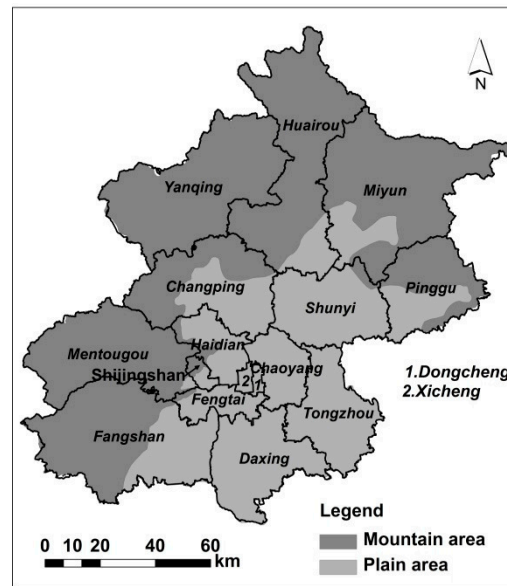 N
Huairou
Yanqing
Miyun
Changping
Shunyi
Pinggu
Haidian
Mentougou
Shijingshan
Chaoyang
2
1
Fengtai
1.Dongcheng
2.Xicheng
Tongzhou
Fangshan
Daxing
Legend
Mountain area
Plain area
0 10 20 40 60
km